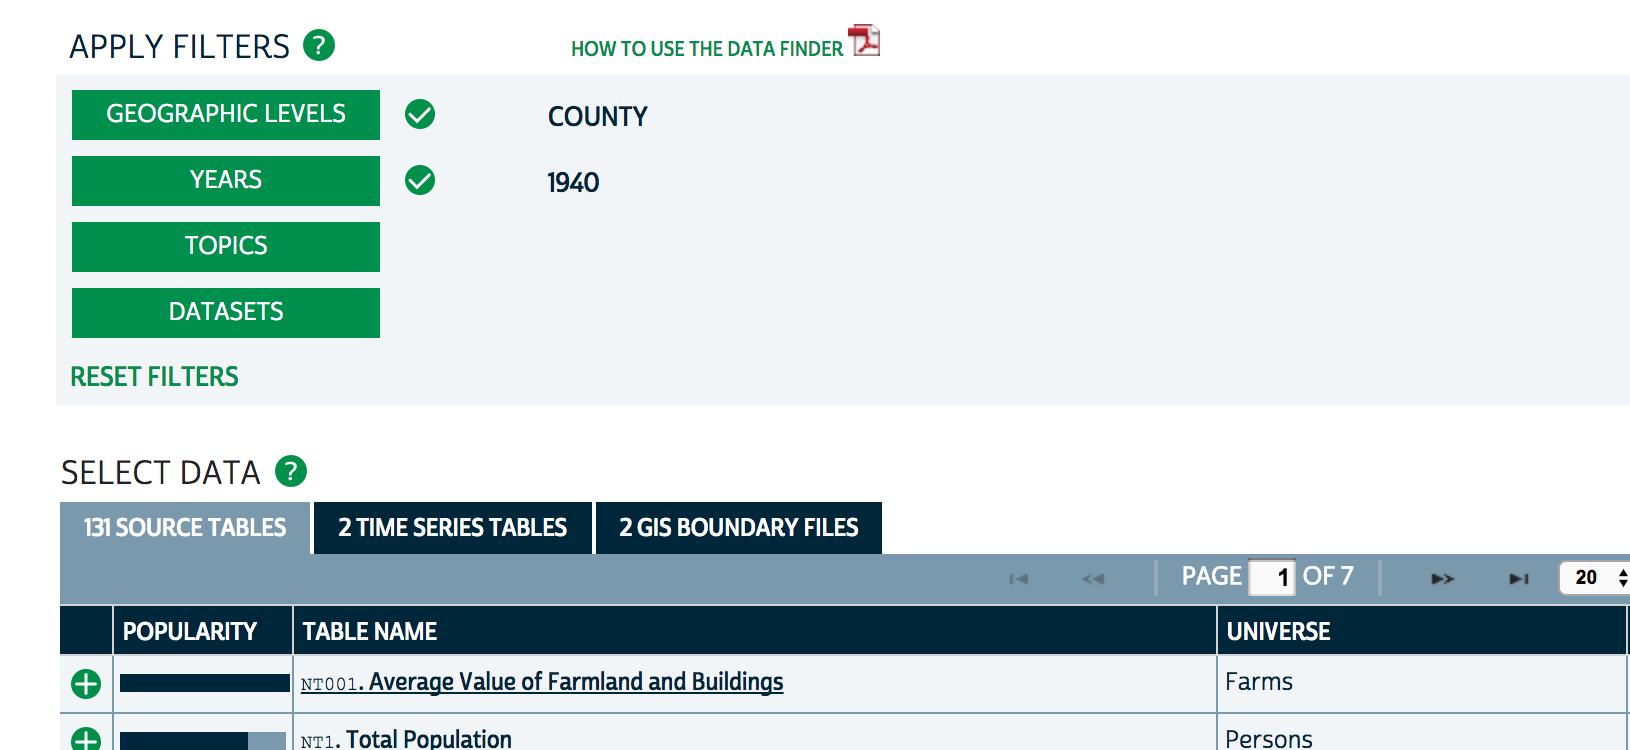 APPLY FILTERS ? HOW TO USE THE DATA FINDER
GEOGRAPHIC LEVELS COUNTY
YEARS 1940
TOPICS
DATASETS
RESET FILTERS
SELECT DATA ?
131 SOURCE TABLES 2 TIME SERIES TABLES 2 GIS BOUNDARY FILES
PAGE 1 OF 7 20
POPULARITY TABLE NAME UNIVERSE
NT001. Average Value of Farmland and Buildings Farms
NT1. Total Population Persons